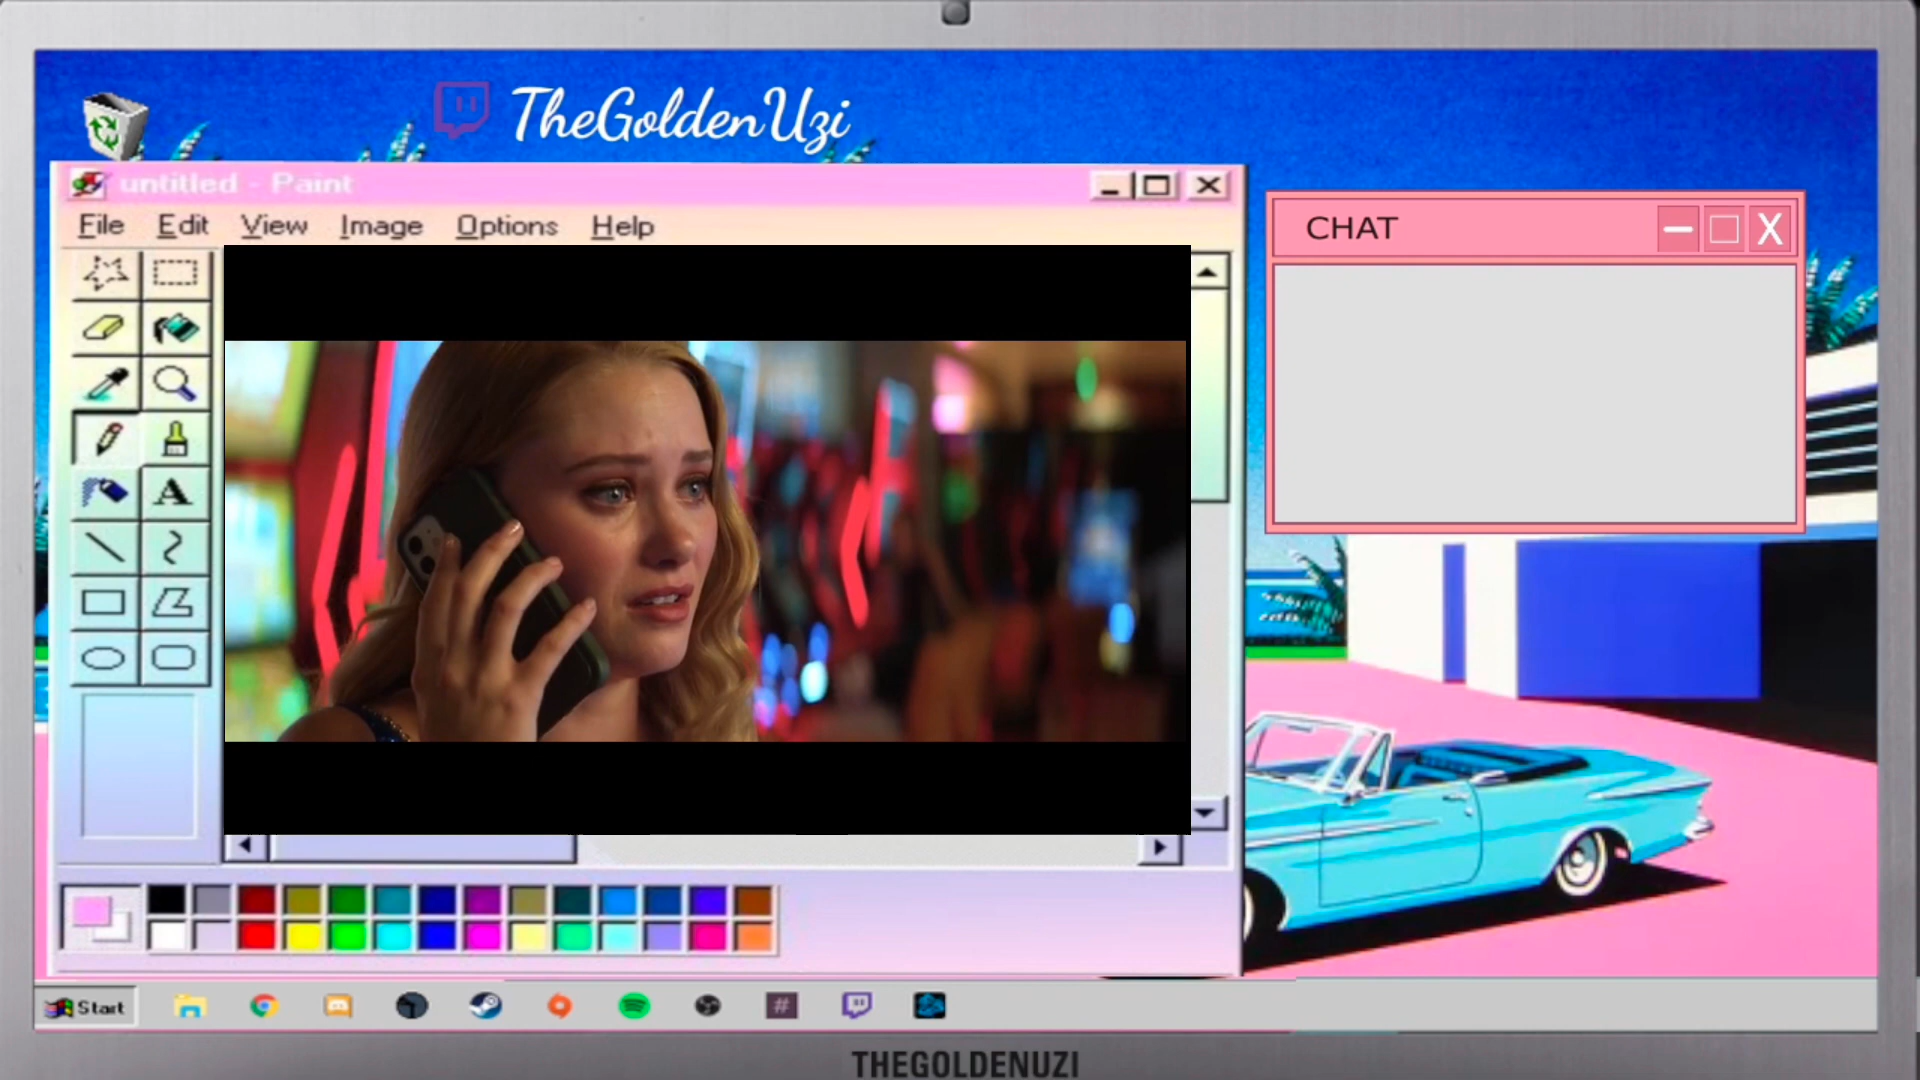 TheGoldenUzi
untitled - Paint
File Edit View Image Options Help
CHAT
X
A
Start
#
THEGOLDENUZI